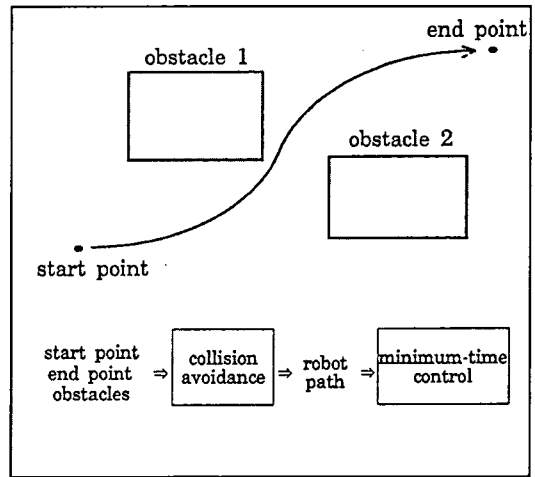 end point
obstacle 1
obstacle 2
start point
start point
end point
obstacles
⇒
collision
avoidance
⇒
robot
path
⇒
minimum-time
control